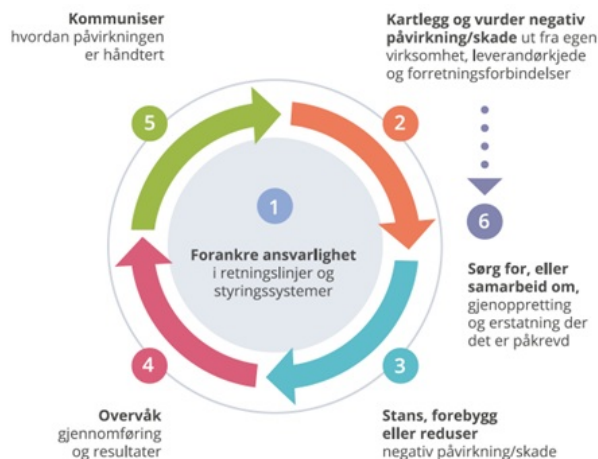 Kommuniser
hvordan påvirkningen
er håndtert
5
Kartlegg og vurder negativ
påvirkning/skade ut fra egen
virksomhet, leverandørkjede
og forretningsforbindelser
2
1
Forankre ansvarlighet
i retningslinjer og
styringssystemer
6
Sørg for, eller
samarbeid om,
gjenoppretting
og erstatning der
det er påkrevd
4
Overvåk
gjennomføring
og resultater
3
Stans, forebygg
eller reduser
negativ påvirkning/skade